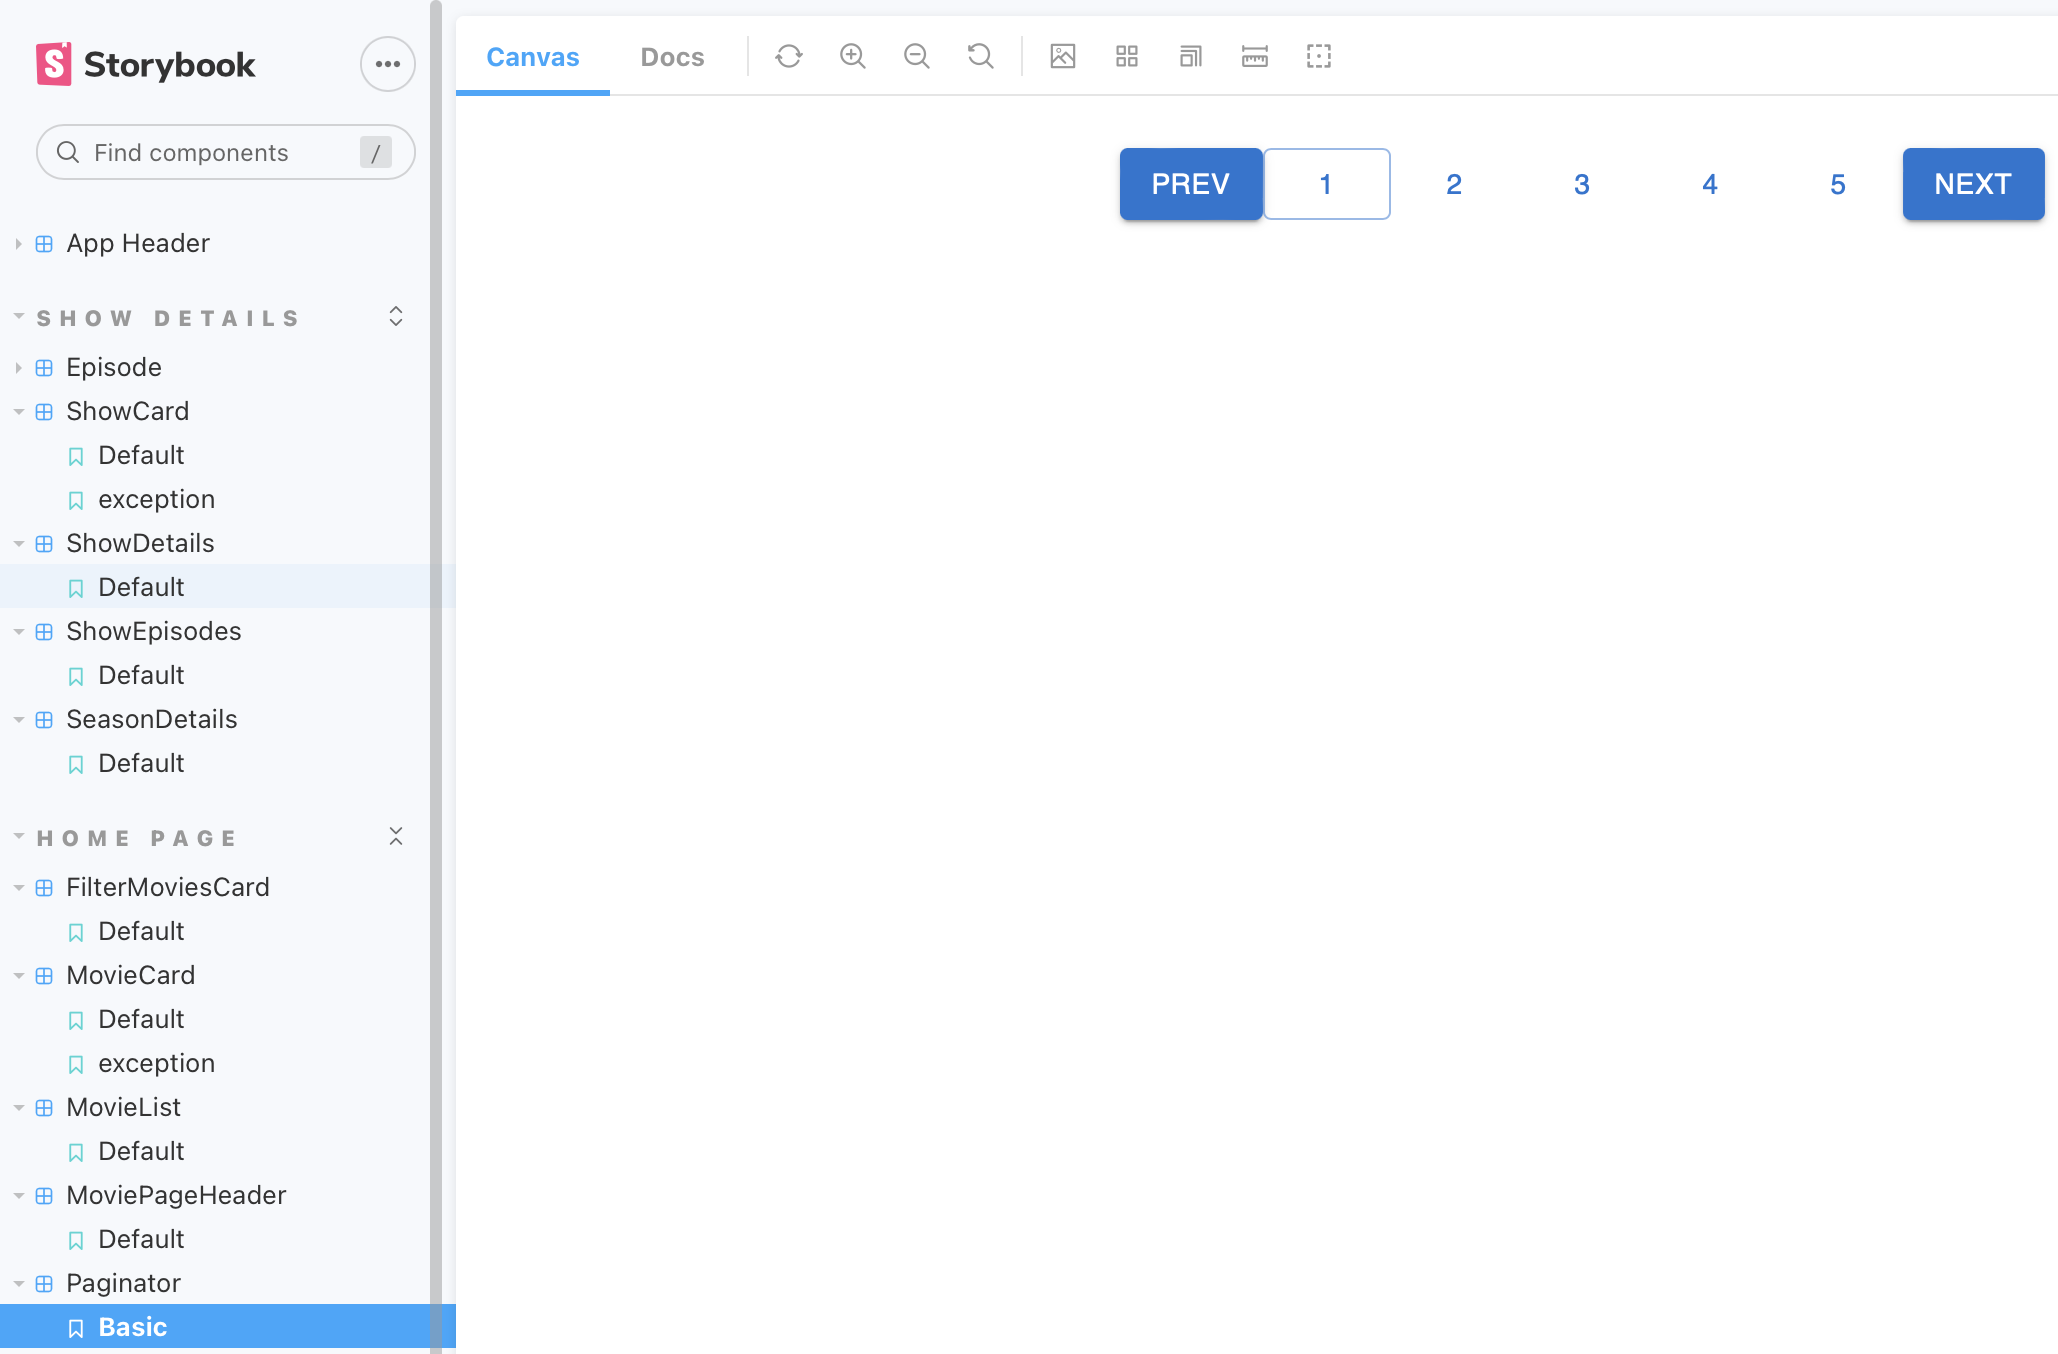 Storybook
Find components /
App Header
SHOW DETAILS
Episode
ShowCard
Default
exception
ShowDetails
Default
ShowEpisodes
Default
SeasonDetails
Default
HOME PAGE
FilterMoviesCard
Default
MovieCard
Default
exception
MovieList
Default
MoviePageHeader
Default
Paginator
Basic
Canvas Docs
PREV 1 2 3 4 5 NEXT